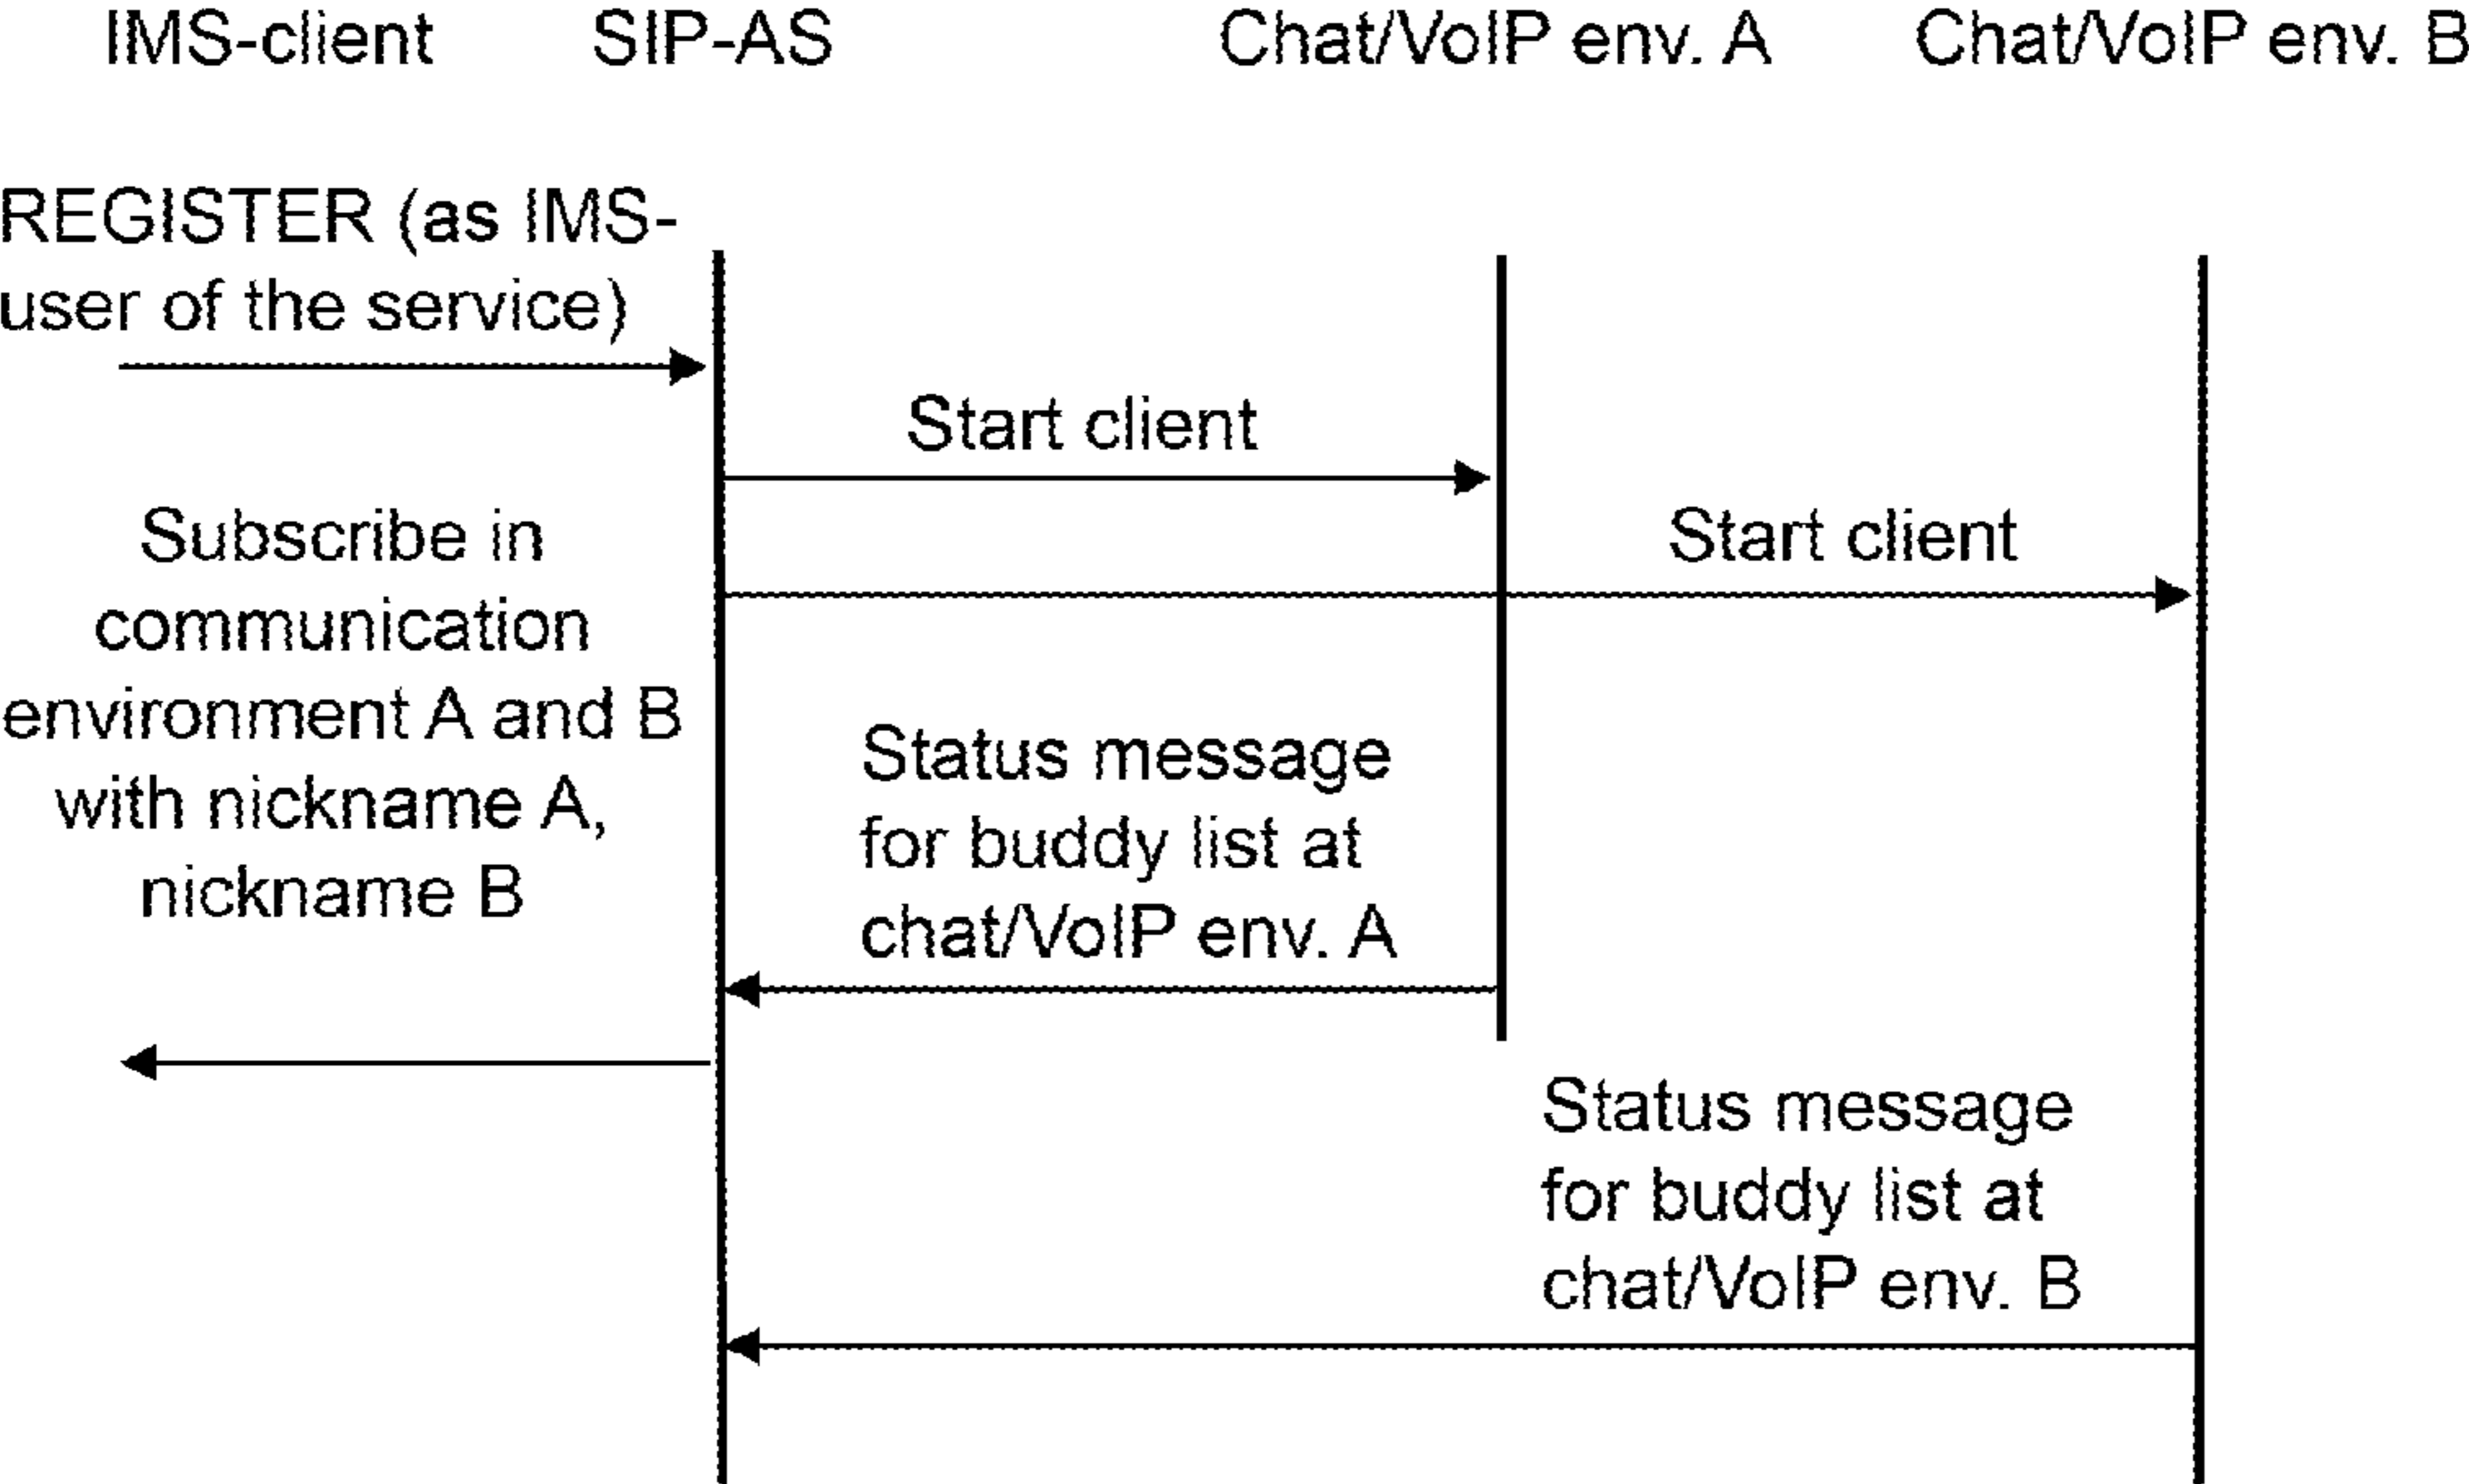 IMS-client SIP-AS Chat/VoIP env. A Chat/VoIP env. B
REGISTER (as IMS-
user of the service)
Start client
Subscribe in
communication
environment A and B
with nickname A,
nickname B
Start client
Status message
for buddy list at
chat/VoIP env. A
Status message
for buddy list at
chat/VoIP env. B